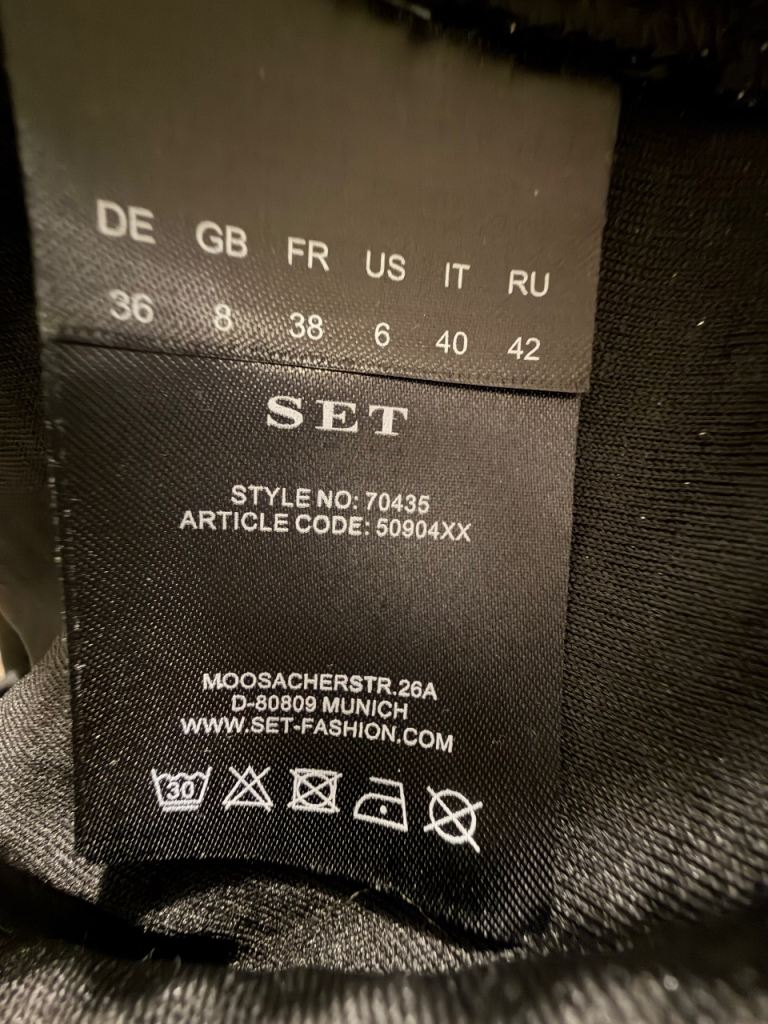 DE GB FR US IT RU
36 8 38 6 40 42
SET
STYLE NO: 70435
ARTICLE CODE: 50904XX
MOOSACHERSTR.26A
D-80809 MUNICH
WWW.SET-FASHION.COM
30